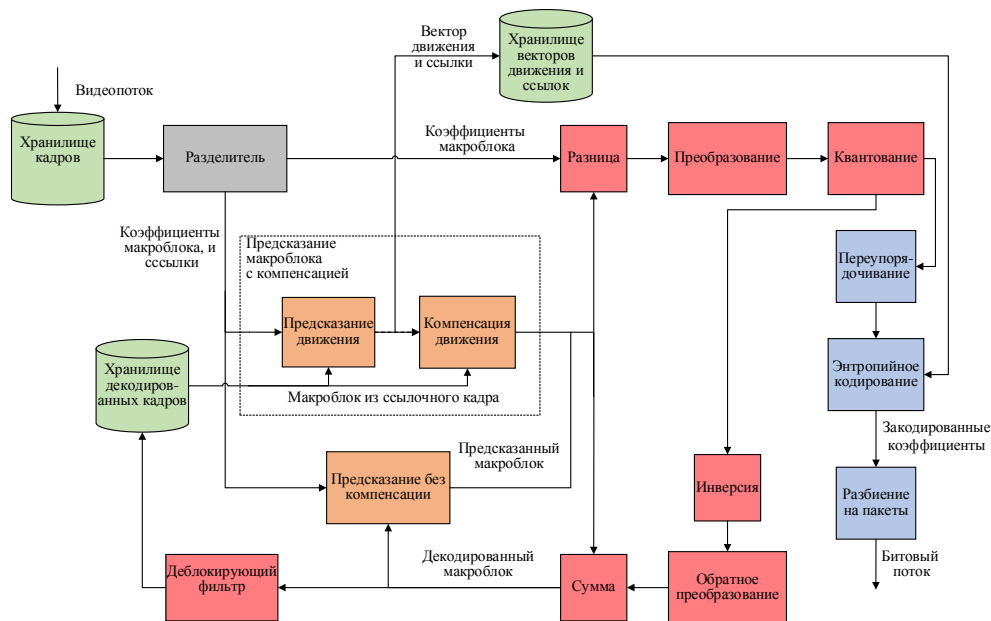 Видеопоток
Вектор
движения
и ссылки
Хранилище
векторов
движения и
ссылок
Хранилище
кадров
Разделитель
Коэффициенты
макроблока
Разница
Преобразование
Квантование
Коэффициенты
макроблока, и
сссылки
Предсказание
макроблока
с компенсацией
Переупоря-
дочивание
Предсказание
движения
Компенсация
движения
Хранилище
декодиров-
анных кадров
Макроблок из ссылочного кадра
Энтропийное
кодирование
Закодированные
коэффициенты
Предсказанный
макроблок
Предсказание без
компенсации
Инверсия
Разбиение
на пакеты
Декодированный
макроблок
Битовый
поток
Деблокирующий
фильтр
Сумма
Обратное
преобразование